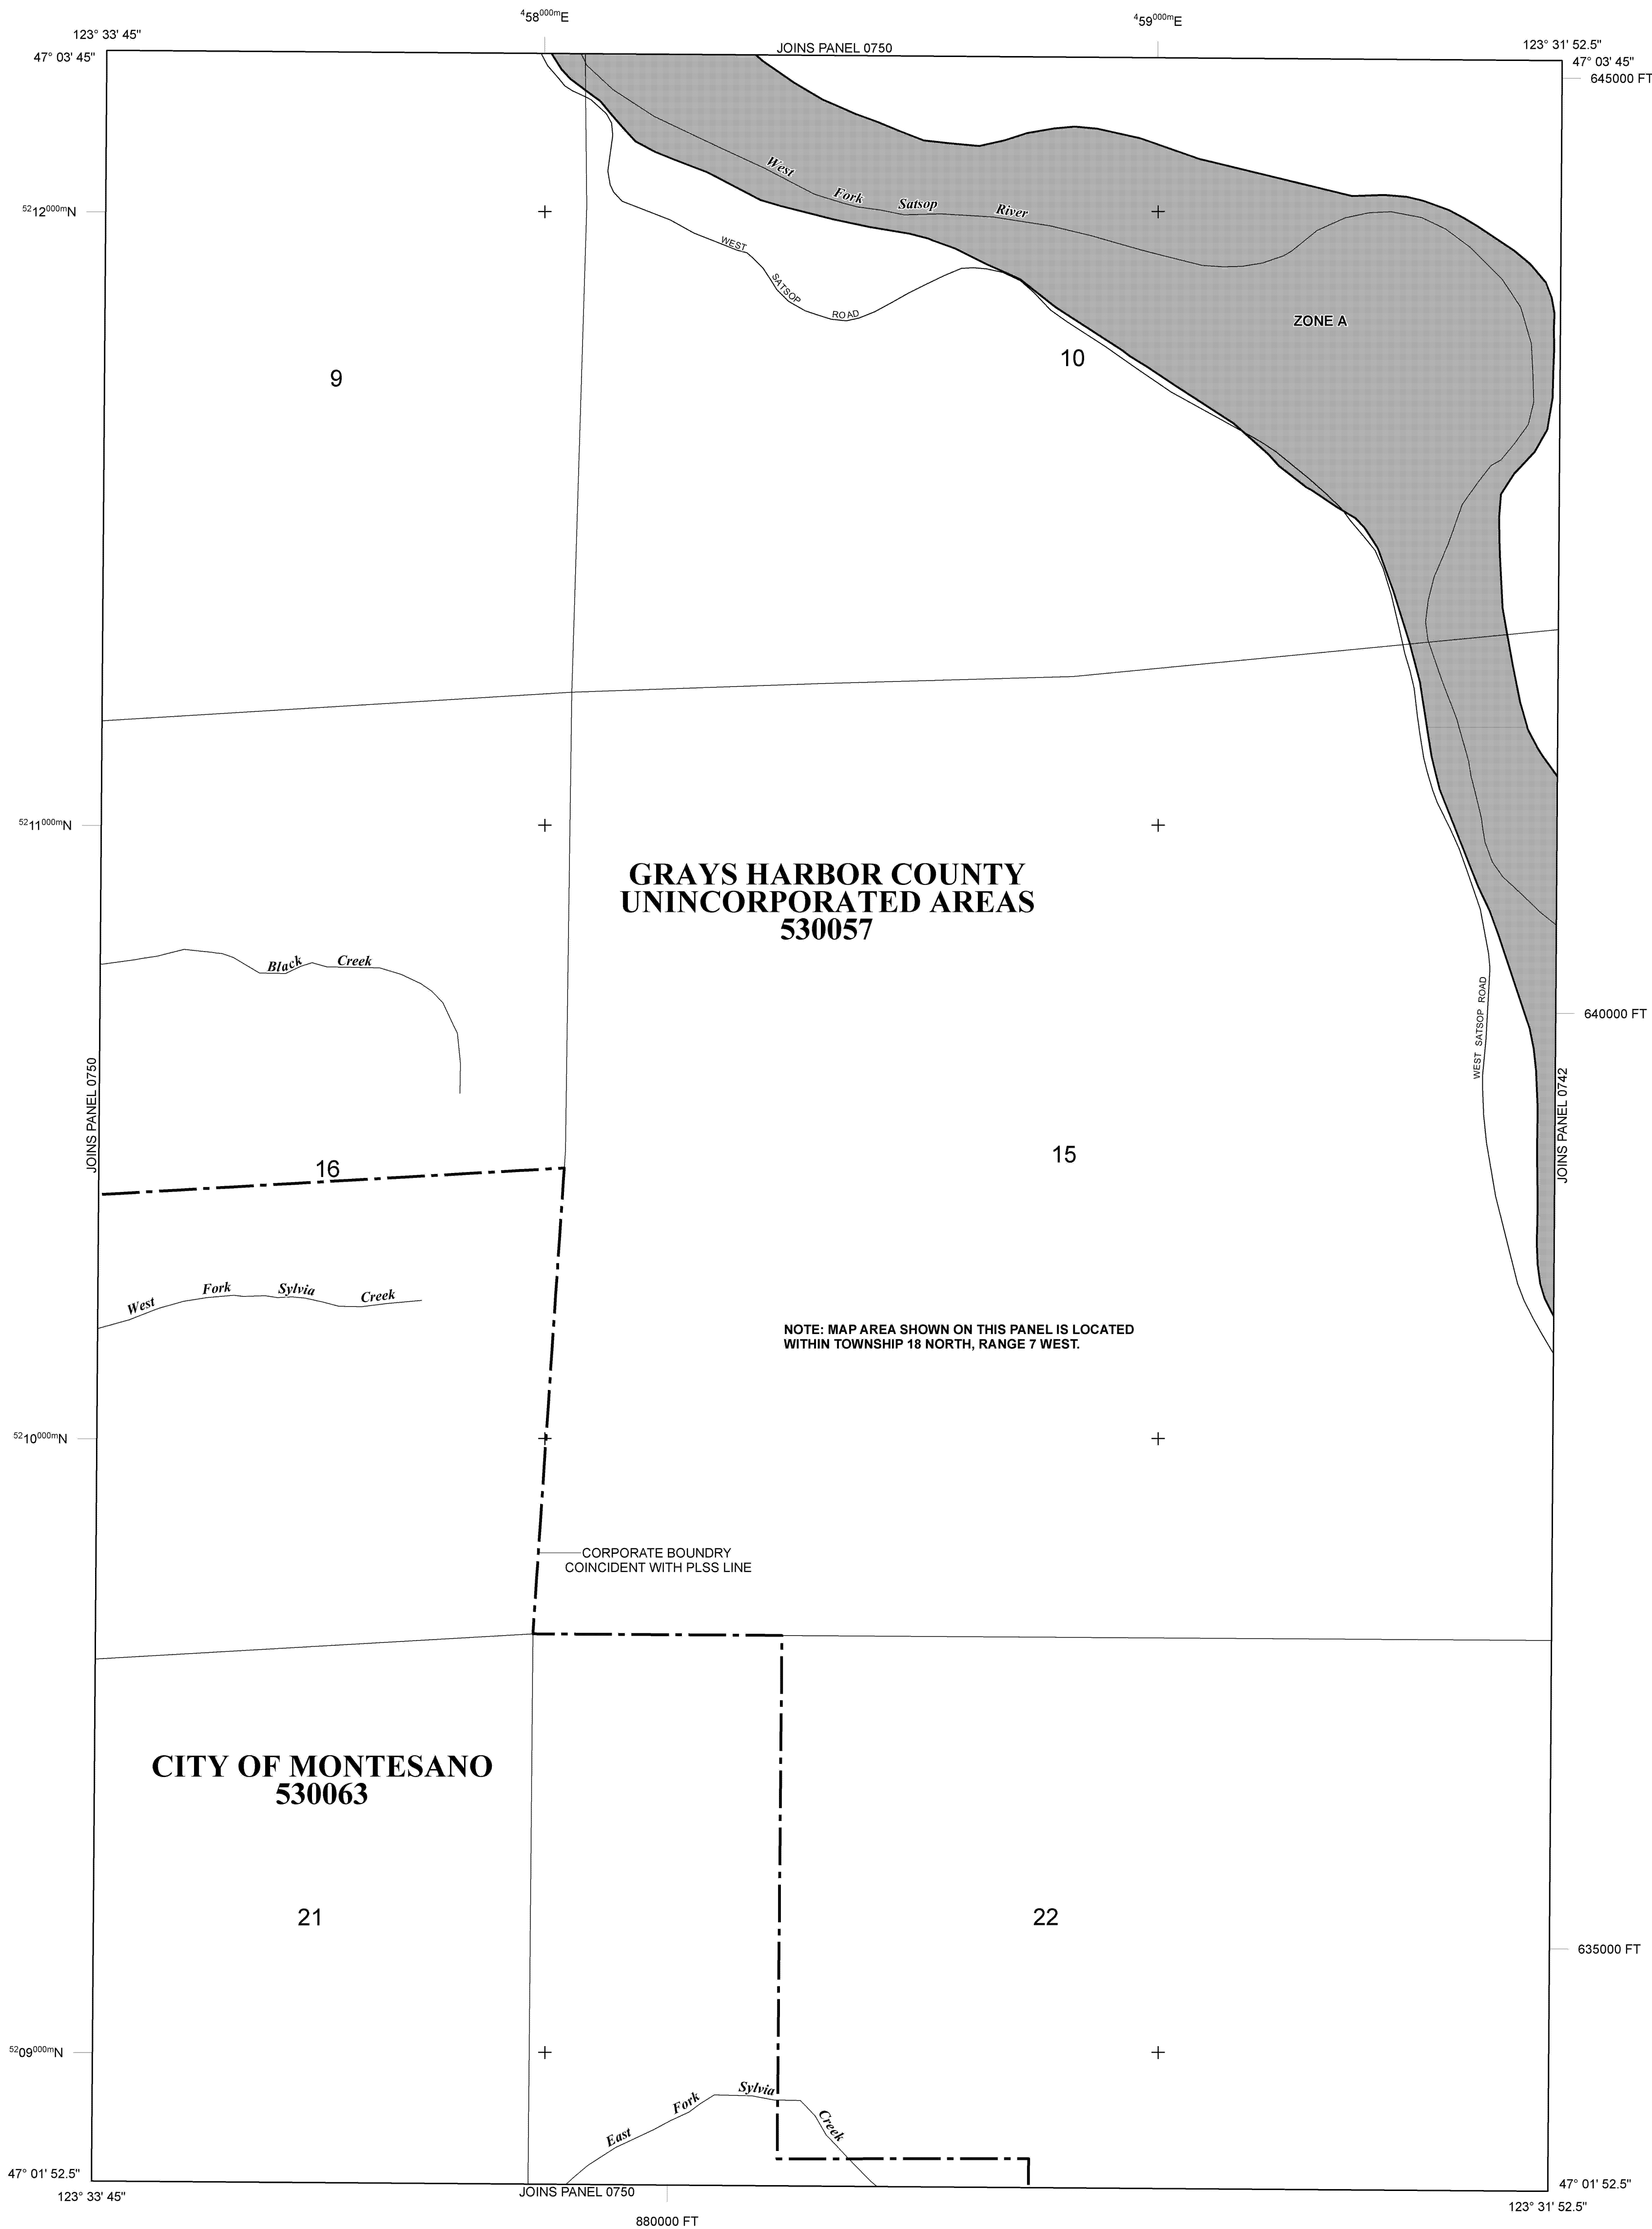 458000mE
459000mE
123° 33' 45"
JOINS PANEL 0750
123° 31' 52.5"
47° 03' 45"
47° 03' 45"
645000 FT
West Fork Satsop River
5212000mN
WEST SATSOP ROAD
ZONE A
10
9
5211000mN
GRAYS HARBOR COUNTY
UNINCORPORATED AREAS
530057
Black Creek
WEST SATSOP ROAD
640000 FT
JOINS PANEL 0750
JOINS PANEL 0742
16
15
West Fork Sylvia Creek
NOTE: MAP AREA SHOWN ON THIS PANEL IS LOCATED
WITHIN TOWNSHIP 18 NORTH, RANGE 7 WEST.
5210000mN
CORPORATE BOUNDRY
COINCIDENT WITH PLSS LINE
CITY OF MONTESANO
530063
21
22
635000 FT
5209000mN
East Fork Sylvia Creek
47° 01' 52.5"
47° 01' 52.5"
123° 33' 45"
JOINS PANEL 0750
123° 31' 52.5"
880000 FT